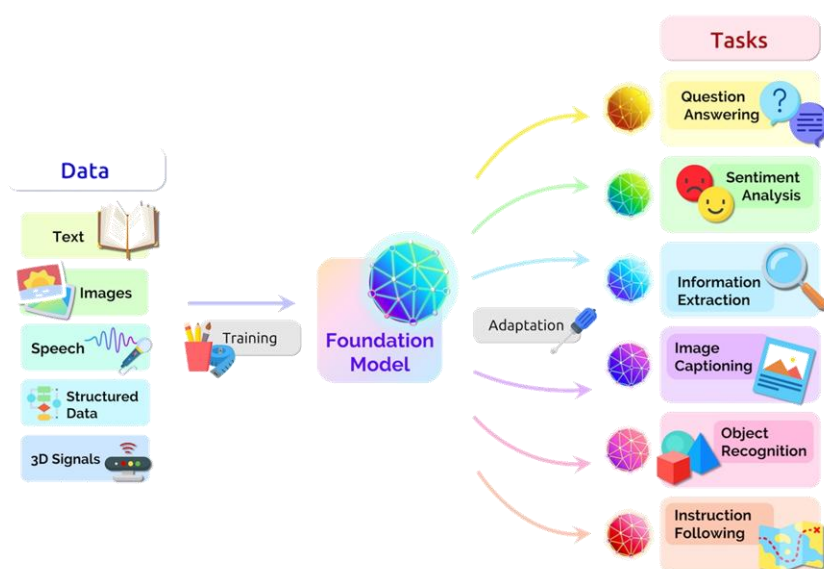 Data
Text
Images
Speech
Structured
Data
3D Signals
Training
Foundation
Model
Adaptation
Tasks
Question
Answering
?
Sentiment
Analysis
Information
Extraction
Image
Captioning
Object
Recognition
Instruction
Following